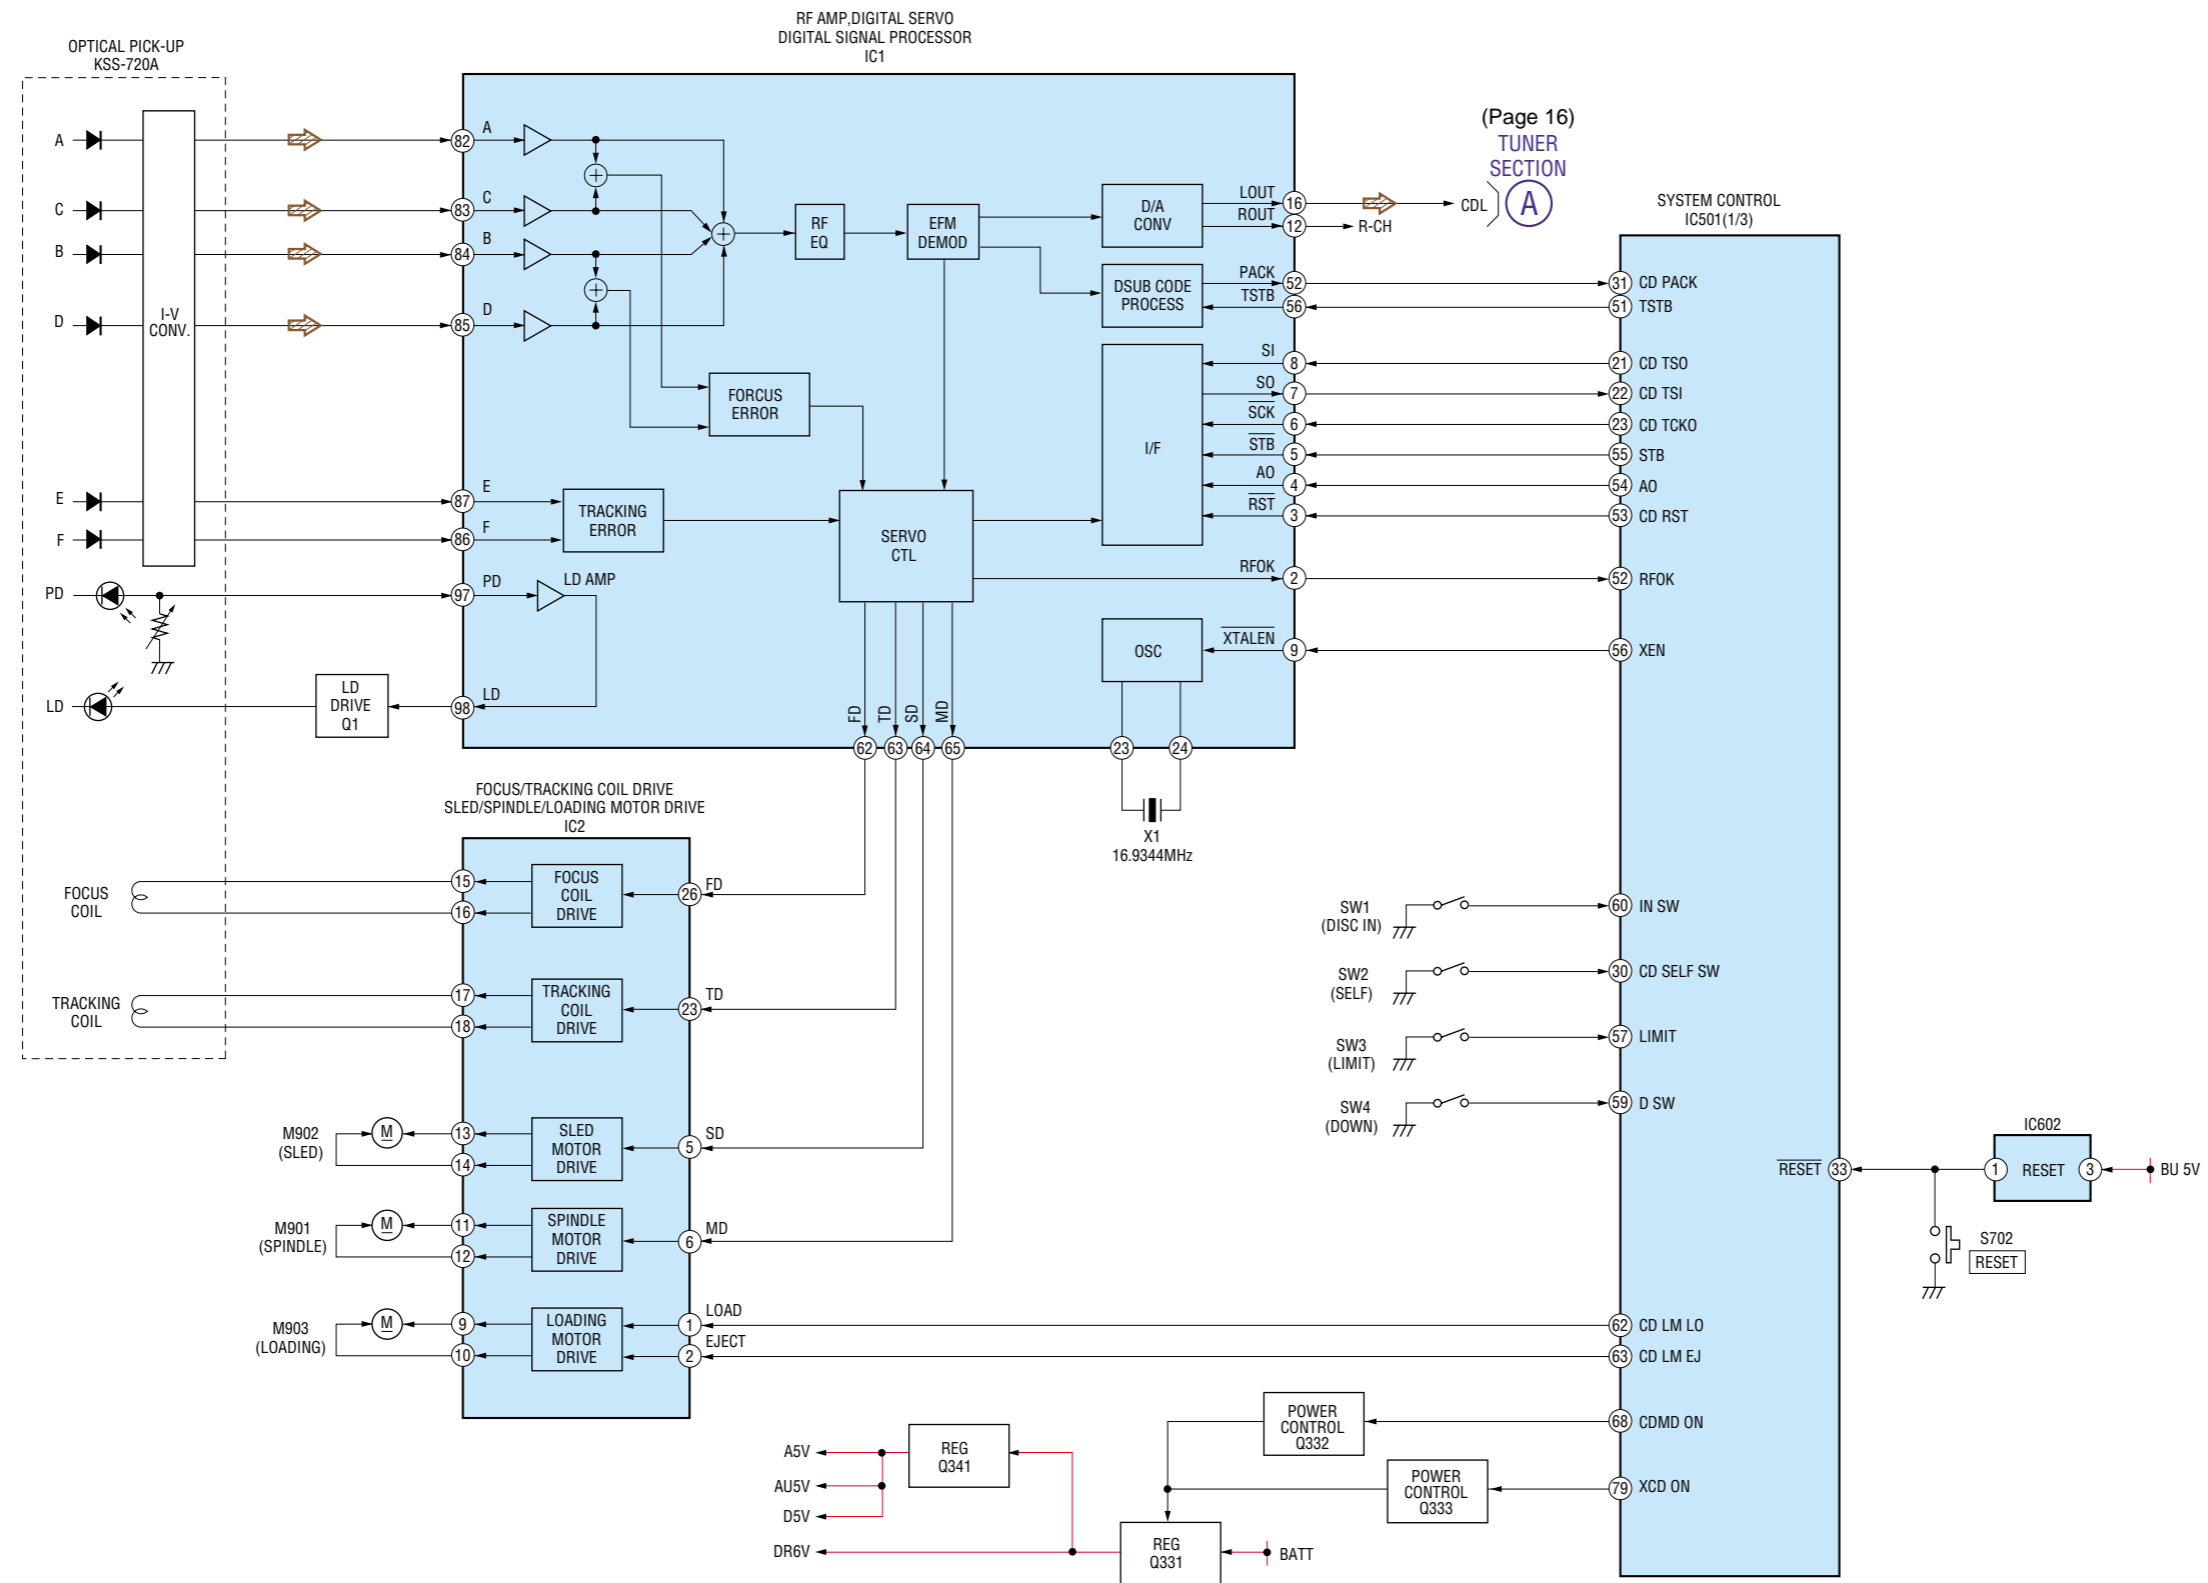 RF AMP,DIGITAL SERVO
DIGITAL SIGNAL PROCESSOR
IC1
OPTICAL PICK-UP
KSS-720A
A
C
B
D
E
F
PD
LD
I-V
CONV.
LD
DRIVE
Q1
82
A
83
C
84
B
85
D
87
E
86
F
97
PD
LD AMP
98
LD
RF
EQ
EFM
DEMOD
FORCUS
ERROR
TRACKING
ERROR
SERVO
CTL
D/A
CONV
DSUB CODE
PROCESS
I/F
OSC
LOUT
16
ROUT
12
R-CH
PACK
52
TSTB
56
SI
8
SO
7
SCK
6
STB
5
AO
4
RST
3
RFOK
2
XTALEN
9
FD
TD
SD
MD
62
63
64
65
23
24
X1
16.9344MHz
(Page 16)
TUNER
SECTION
CDL
A
SYSTEM CONTROL
IC501(1/3)
31 CD PACK
51 TSTB
21 CD TSO
22 CD TSI
23 CD TCKO
55 STB
54 AO
53 CD RST
52 RFOK
56 XEN
FOCUS/TRACKING COIL DRIVE
SLED/SPINDLE/LOADING MOTOR DRIVE
IC2
FOCUS
COIL
15
16
FOCUS
COIL
DRIVE
26
FD
TRACKING
COIL
17
18
TRACKING
COIL
DRIVE
23
TD
M902
(SLED)
M
13
14
SLED
MOTOR
DRIVE
5
SD
M901
(SPINDLE)
M
11
12
SPINDLE
MOTOR
DRIVE
6
MD
M903
(LOADING)
M
9
10
LOADING
MOTOR
DRIVE
1
LOAD
2
EJECT
SW1
(DISC IN)
60 IN SW
SW2
(SELF)
30 CD SELF SW
SW3
(LIMIT)
57 LIMIT
SW4
(DOWN)
59 D SW
RESET 33
IC602
1 RESET 3
BU 5V
S702
RESET
62 CD LM LO
63 CD LM EJ
68 CDMD ON
79 XCD ON
POWER
CONTROL
Q332
POWER
CONTROL
Q333
REG
Q341
REG
Q331
A5V
AU5V
D5V
DR6V
BATT